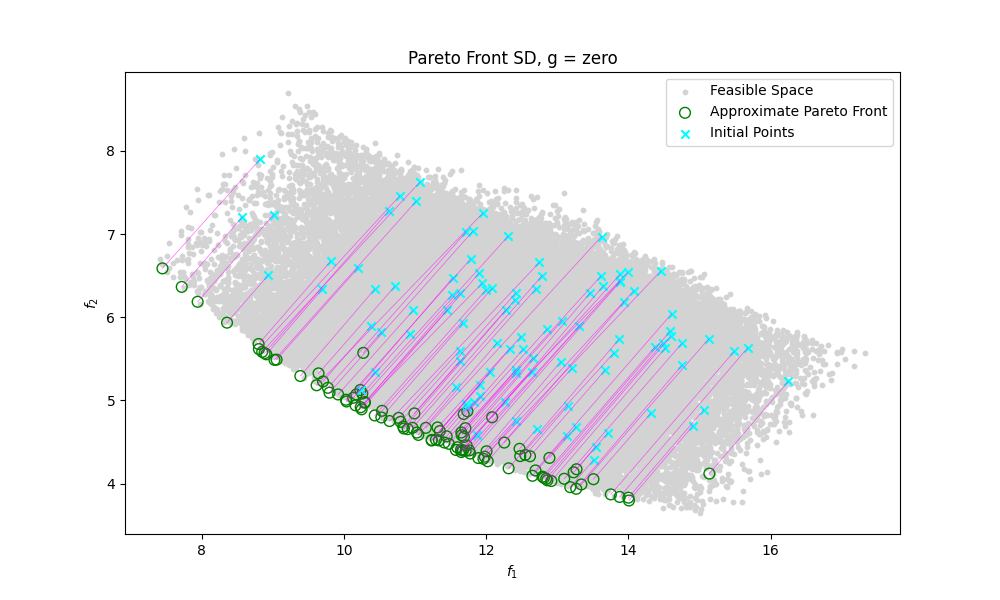 Pareto Front SD, g = zero
Feasible Space
Approximate Pareto Front
Initial Points
8
7
6
5
4
f₂
8 10 12 14 16
f₁